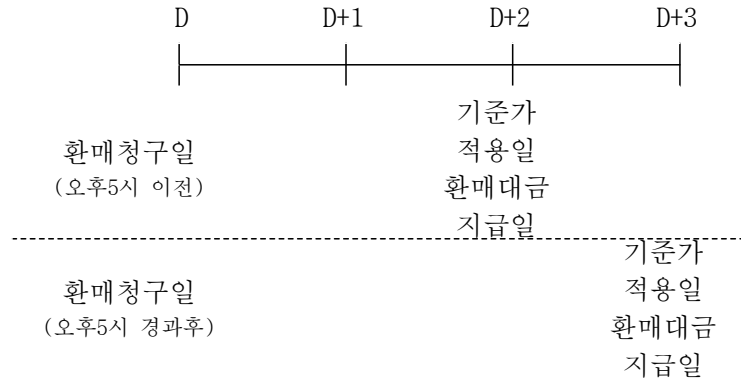 D D+1 D+2 D+3
기준가
적용일
환매대금
지급일
환매청구일
(오후5시 이전)
기준가
적용일
환매대금
지급일
환매청구일
(오후5시 경과후)